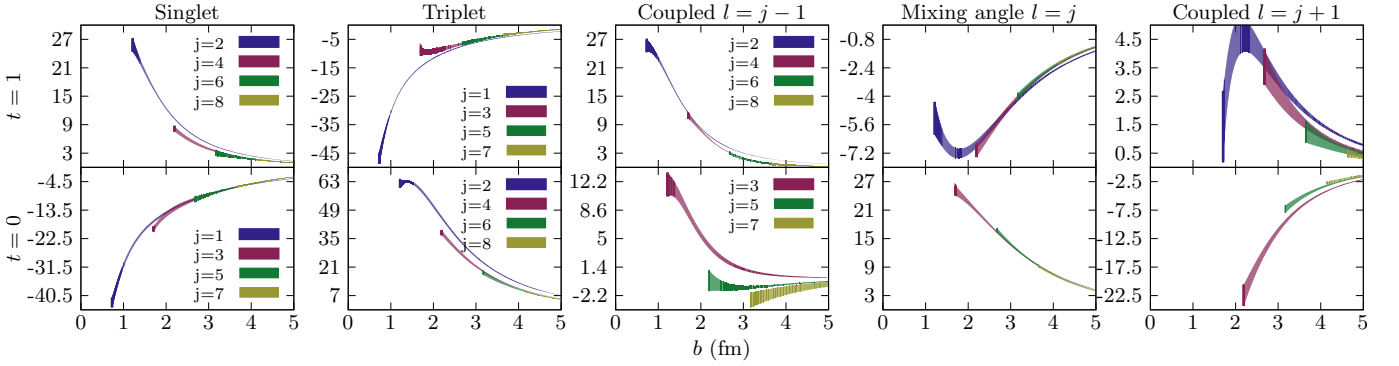 Singlet Triplet Coupled l = j − 1 Mixing angle l = j Coupled l = j + 1
t = 1
27
21
15
9
3
j=2
j=4
j=6
j=8
-5
-15
-25
-35
-45
j=1
j=3
j=5
j=7
27
21
15
9
3
j=2
j=4
j=6
j=8
-0.8
-2.4
-4
-5.6
-7.2
4.5
3.5
2.5
1.5
0.5
t = 0
-4.5
-13.5
-22.5
-31.5
-40.5
j=1
j=3
j=5
j=7
63
49
35
21
7
j=2
j=4
j=6
j=8
12.2
8.6
5
1.4
-2.2
j=3
j=5
j=7
27
21
15
9
3
-2.5
-7.5
-12.5
-17.5
-22.5
0 1 2 3 4 5 0 1 2 3 4 5 0 1 2 3 4 5 0 1 2 3 4 5 0 1 2 3 4 5
b (fm)